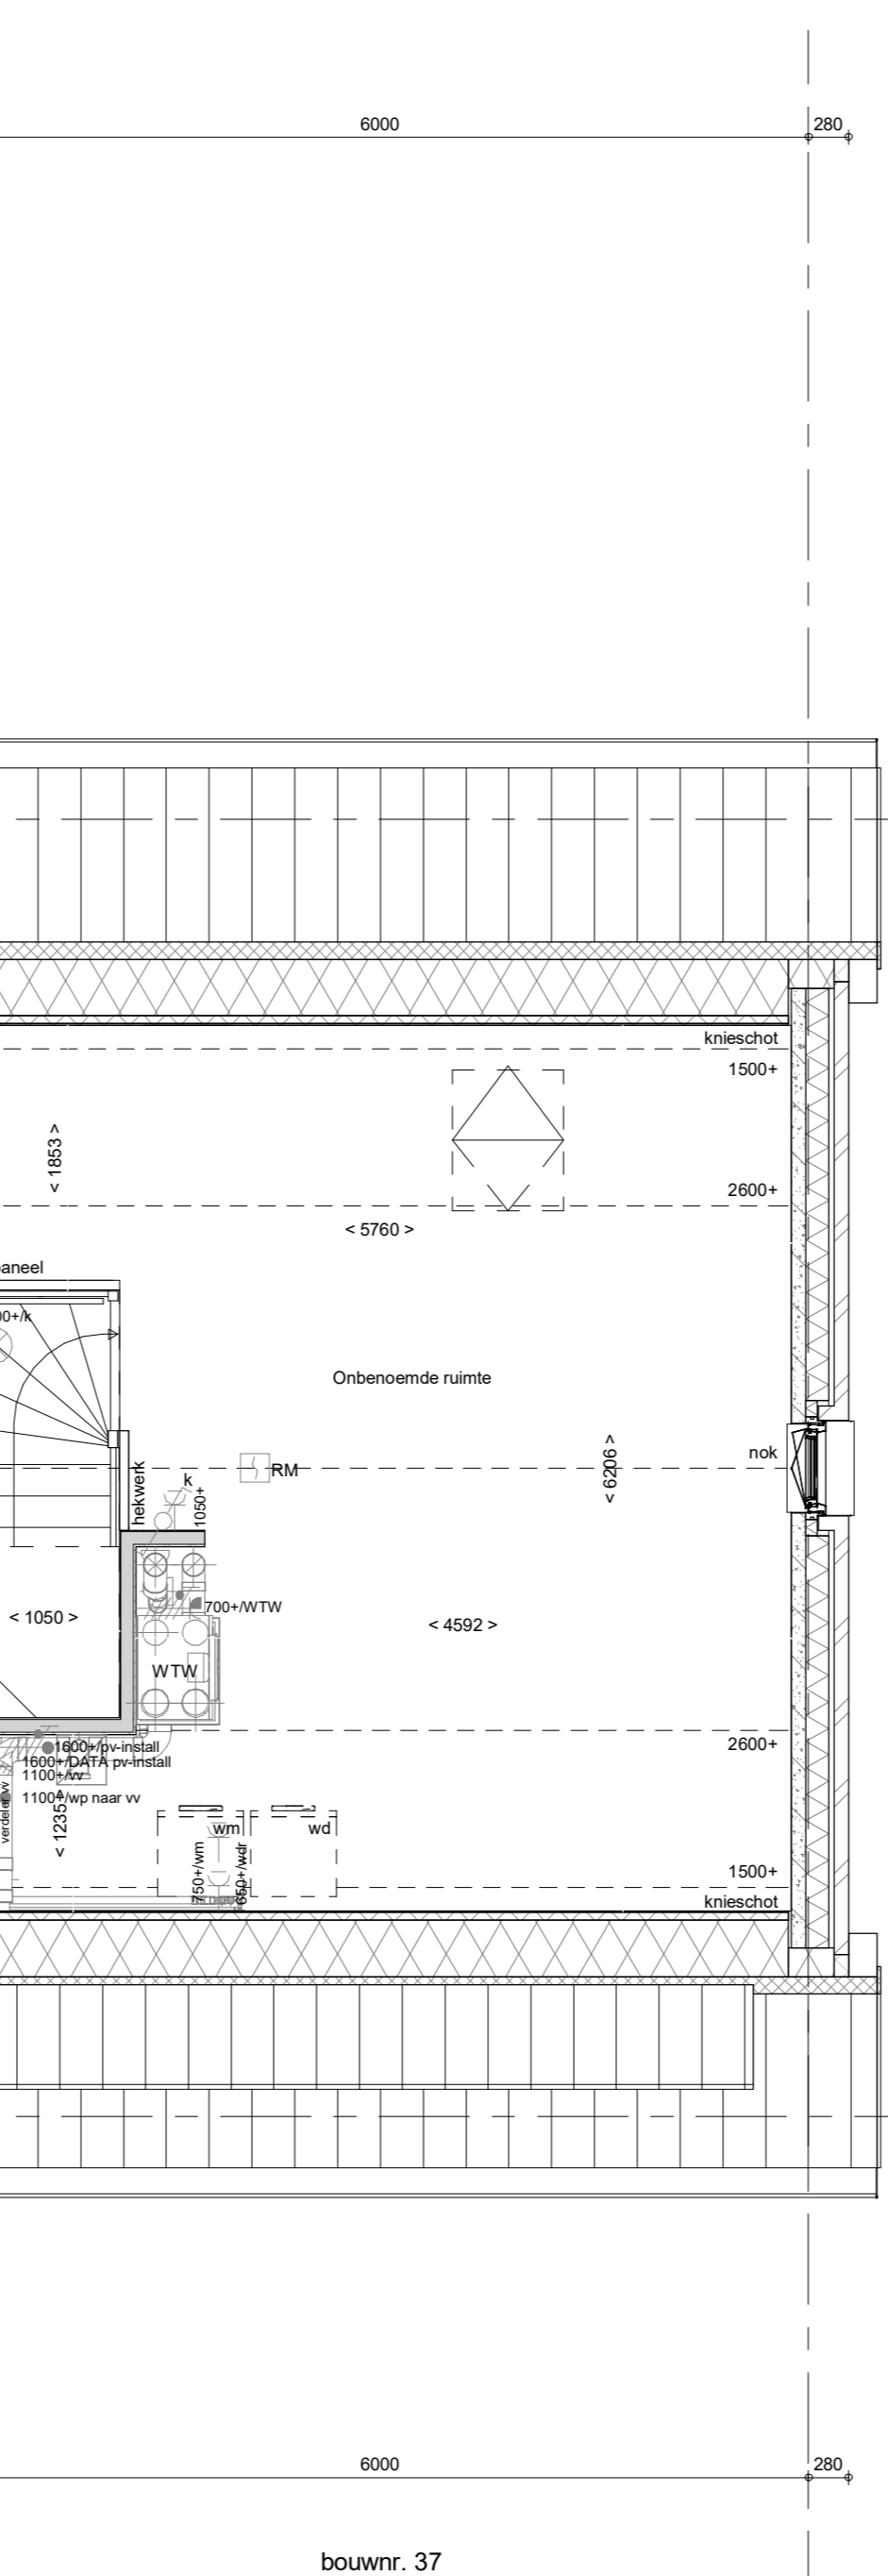 6000
280
knieschot
1500+
< 1853 >
2600+
< 5760 >
aneel
00+/k
Onbenoemde ruimte
nok
< 6206 >
hekwerk
k
1050+
RM
< 1050 >
700+/WTW
< 4592 >
WTW
2600+
1600+/pv-install
1600+/DATA pv-install
1100+/vv
1100+/wp naar vv
verdeler vv
< 1235 >
wm
wd
750+/wm
650+/wdr
1500+
knieschot
6000
280
bouwnr. 37